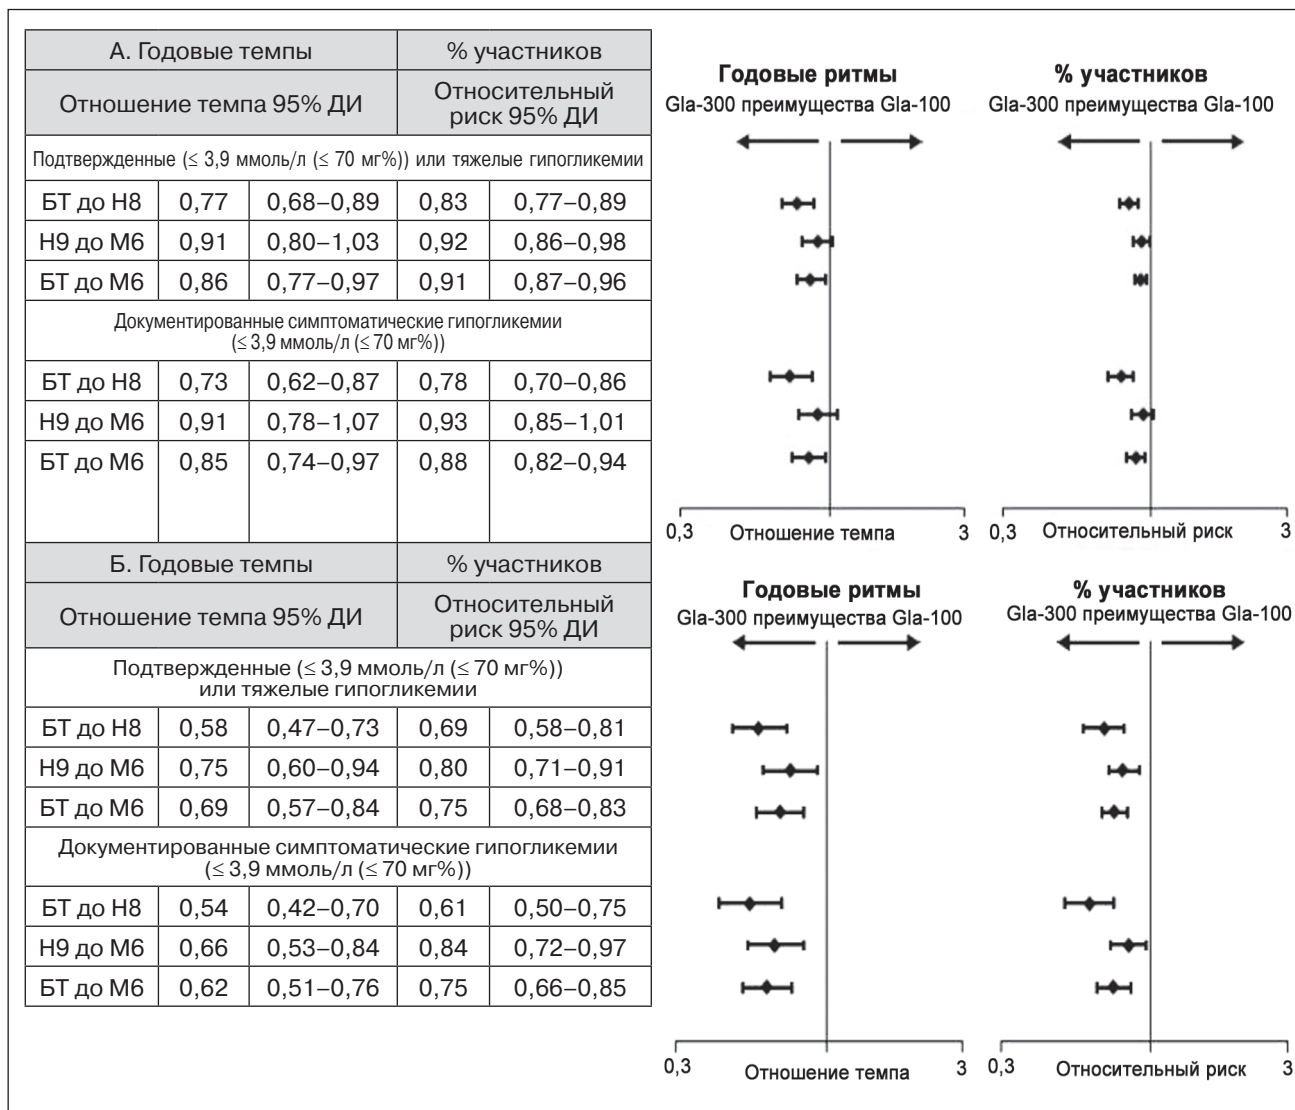 А. Годовые темпы % участников
Отношение темпа 95% ДИ Относительный риск 95% ДИ
Подтвержденные (≤ 3,9 ммоль/л (≤ 70 мг%)) или тяжелые гипогликемии
БТ до Н8 0,77 0,68–0,89 0,83 0,77–0,89
Н9 до М6 0,91 0,80–1,03 0,92 0,86–0,98
БТ до М6 0,86 0,77–0,97 0,91 0,87–0,96
Документированные симптоматические гипогликемии
(≤ 3,9 ммоль/л (≤ 70 мг%))
БТ до Н8 0,73 0,62–0,87 0,78 0,70–0,86
Н9 до М6 0,91 0,78–1,07 0,93 0,85–1,01
БТ до М6 0,85 0,74–0,97 0,88 0,82–0,94
Годовые ритмы
Gla-300 преимущества Gla-100
0,3 Отношение темпа 3
% участников
Gla-300 преимущества Gla-100
0,3 Относительный риск 3
Б. Годовые темпы % участников
Отношение темпа 95% ДИ Относительный риск 95% ДИ
Подтвержденные (≤ 3,9 ммоль/л (≤ 70 мг%))
или тяжелые гипогликемии
БТ до Н8 0,58 0,47–0,73 0,69 0,58–0,81
Н9 до М6 0,75 0,60–0,94 0,80 0,71–0,91
БТ до М6 0,69 0,57–0,84 0,75 0,68–0,83
Документированные симптоматические гипогликемии
(≤ 3,9 ммоль/л (≤ 70 мг%))
БТ до Н8 0,54 0,42–0,70 0,61 0,50–0,75
Н9 до М6 0,66 0,53–0,84 0,84 0,72–0,97
БТ до М6 0,62 0,51–0,76 0,75 0,66–0,85
Годовые ритмы
Gla-300 преимущества Gla-100
0,3 Отношение темпа 3
% участников
Gla-300 преимущества Gla-100
0,3 Относительный риск 3